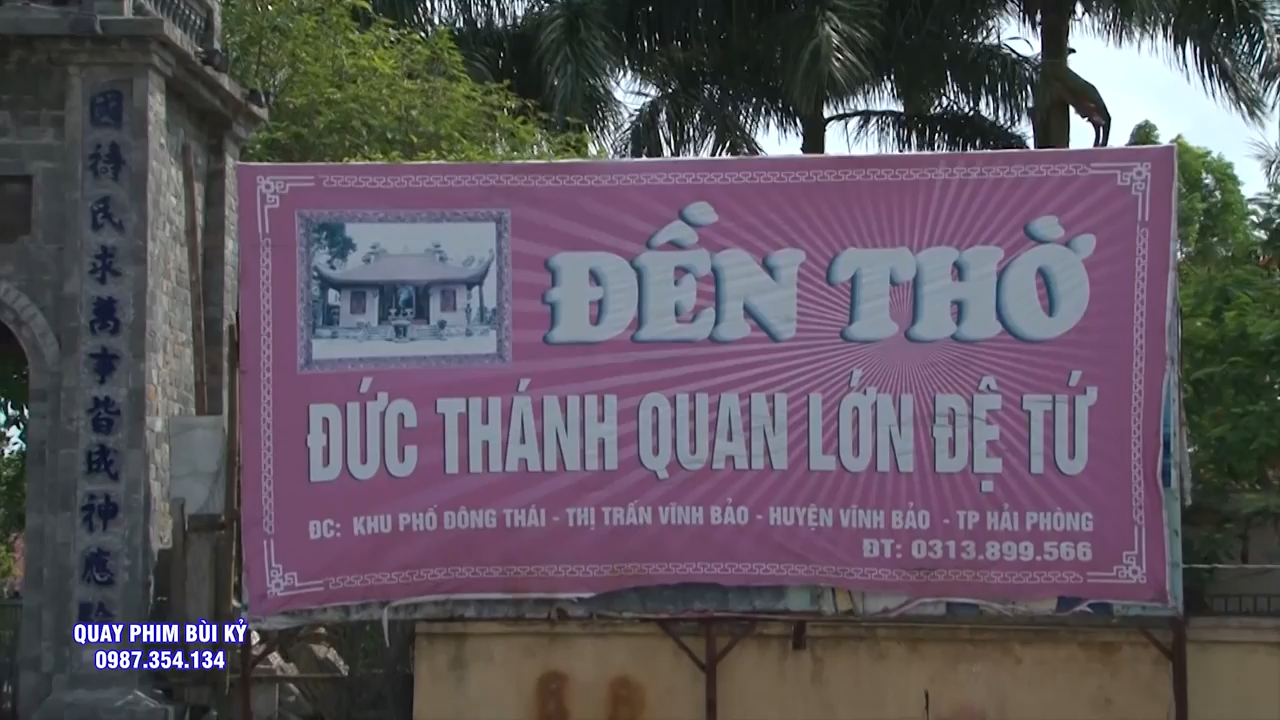 國禱民求萬事皆成神應
ĐỀN THỜ
ĐỨC THÁNH QUAN LỚN ĐỆ TỨ
ĐC: KHU PHỐ ĐÔNG THÁI - THỊ TRẤN VĨNH BẢO - HUYỆN VĨNH BẢO - TP HẢI PHÒNG
ĐT: 0313.899.566
QUAY PHIM BÙI KỶ
0987.354.134